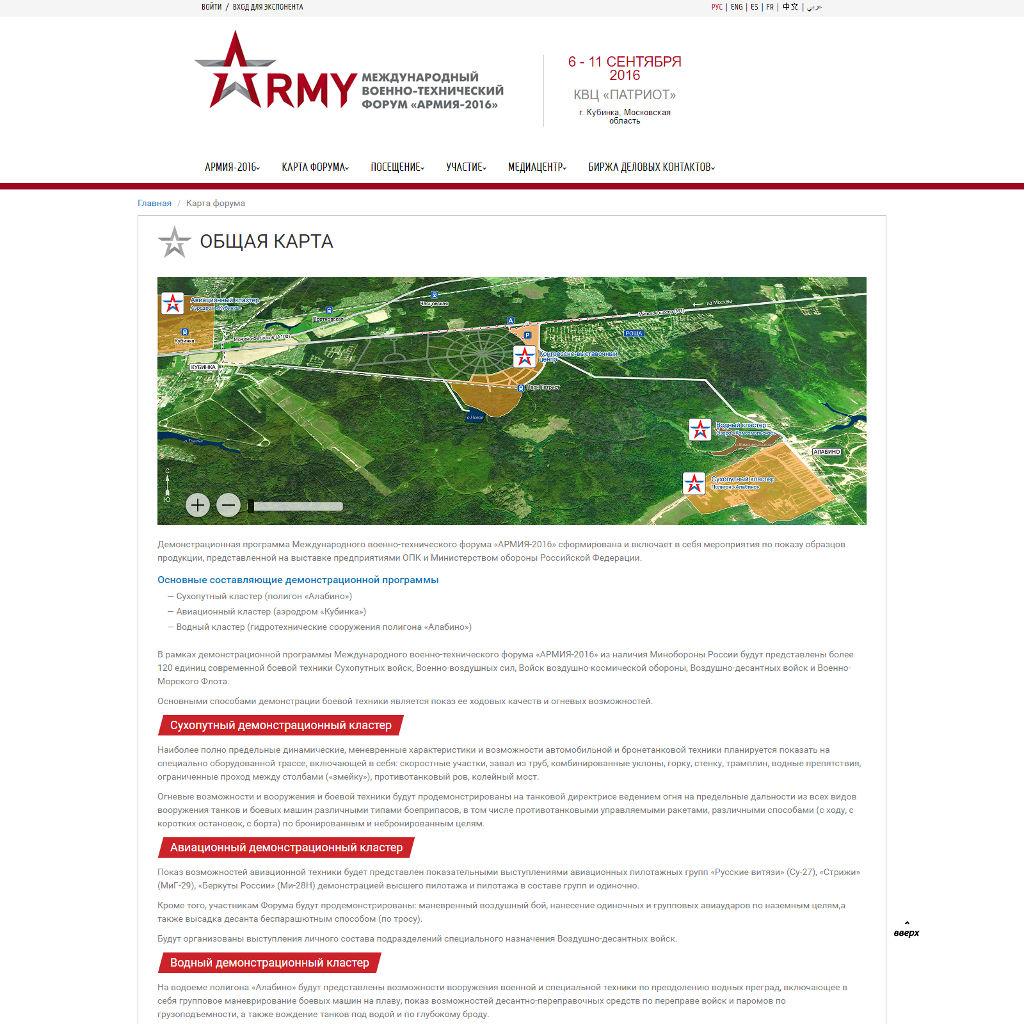 ВОЙТИ / ВХОД ДЛЯ ЭКСПОНЕНТА
РУС | ENG | ES | FR | 中文 | عربي
ARMY
МЕЖДУНАРОДНЫЙ
ВОЕННО-ТЕХНИЧЕСКИЙ
ФОРУМ «АРМИЯ-2016»
6 - 11 СЕНТЯБРЯ
2016
КВЦ «ПАТРИОТ»
г. Кубинка, Московская
область
АРМИЯ-2016 КАРТА ФОРУМА ПОСЕЩЕНИЕ УЧАСТИЕ МЕДИАЦЕНТР БИРЖА ДЕЛОВЫХ КОНТАКТОВ
Главная / Карта форума
ОБЩАЯ КАРТА
Авиационный кластер
Кубинка
КУБИНКА
РОЩА
на Москву
Водный кластер
АЛАБИНО
Сухопутный кластер
Полигон «Алабино»
Демонстрационная программа Международного военно-технического форума «АРМИЯ-2016» сформирована и включает в себя мероприятия по показу образцов
продукции, представленной на выставке предприятиями ОПК и Министерством обороны Российской Федерации.
Основные составляющие демонстрационной программы
— Сухопутный кластер (полигон «Алабино»)
— Авиационный кластер (аэродром «Кубинка»)
— Водный кластер (гидротехнические сооружения полигона «Алабино»)
В рамках демонстрационной программы Международного военно-технического форума «АРМИЯ-2016» из наличия Минобороны России будут представлены более
120 единиц современной боевой техники Сухопутных войск, Военно-воздушных сил, Войск воздушно-космической обороны, Воздушно-десантных войск и Военно-
Морского Флота.
Основными способами демонстрации боевой техники является показ ее ходовых качеств и огневых возможностей.
Сухопутный демонстрационный кластер
Наиболее полно предельные динамические, меневренные характеристики и возможности автомобильной и бронетанковой техники планируется показать на
специально оборудованной трассе, включающей в себя: скоростные участки, завал из труб, комбинированные уклоны, горку, стенку, трамплин, водные препятствия,
ограниченные проход между столбами («змейку»), противотанковый ров, колейный мост.
Огневые возможности и вооружения и боевой техники будут продемонстрированы на танковой директрисе ведением огня на предельные дальности из всех видов
вооружения танков и боевых машин различными типами боеприпасов, в том числе противотанковыми управляемыми ракетами, различными способами (с ходу, с
коротких остановок, с борта) по бронированным и небронированным целям.
Авиационный демонстрационный кластер
Показ возможностей авиационной техники будет представлен показательными выступлениями авиационных пилотажных групп «Русские витязи» (Су-27), «Стрижи»
(МиГ-29), «Беркуты России» (Ми-28Н) демонстрацией высшего пилотажа и пилотажа в составе групп и одиночно.
Кроме того, участникам Форума будут продемонстрированы: маневренный воздушный бой, нанесение одиночных и групповых авиаударов по наземным целям,а
также высадка десанта беспарашютным способом (по тросу).
Будут организованы выступления личного состава подразделений специального назначения Воздушно-десантных войск.
вверх
Водный демонстрационный кластер
На водоеме полигона «Алабино» будут представлены возможности вооружения военной и специальной техники по преодолению водных преград, включающее в
себя групповое маневрирование боевых машин на плаву, показ возможностей десантно-переправочных средств по переправе войск и паромов по
грузоподъемности, а также вождение танков под водой и по глубокому броду.